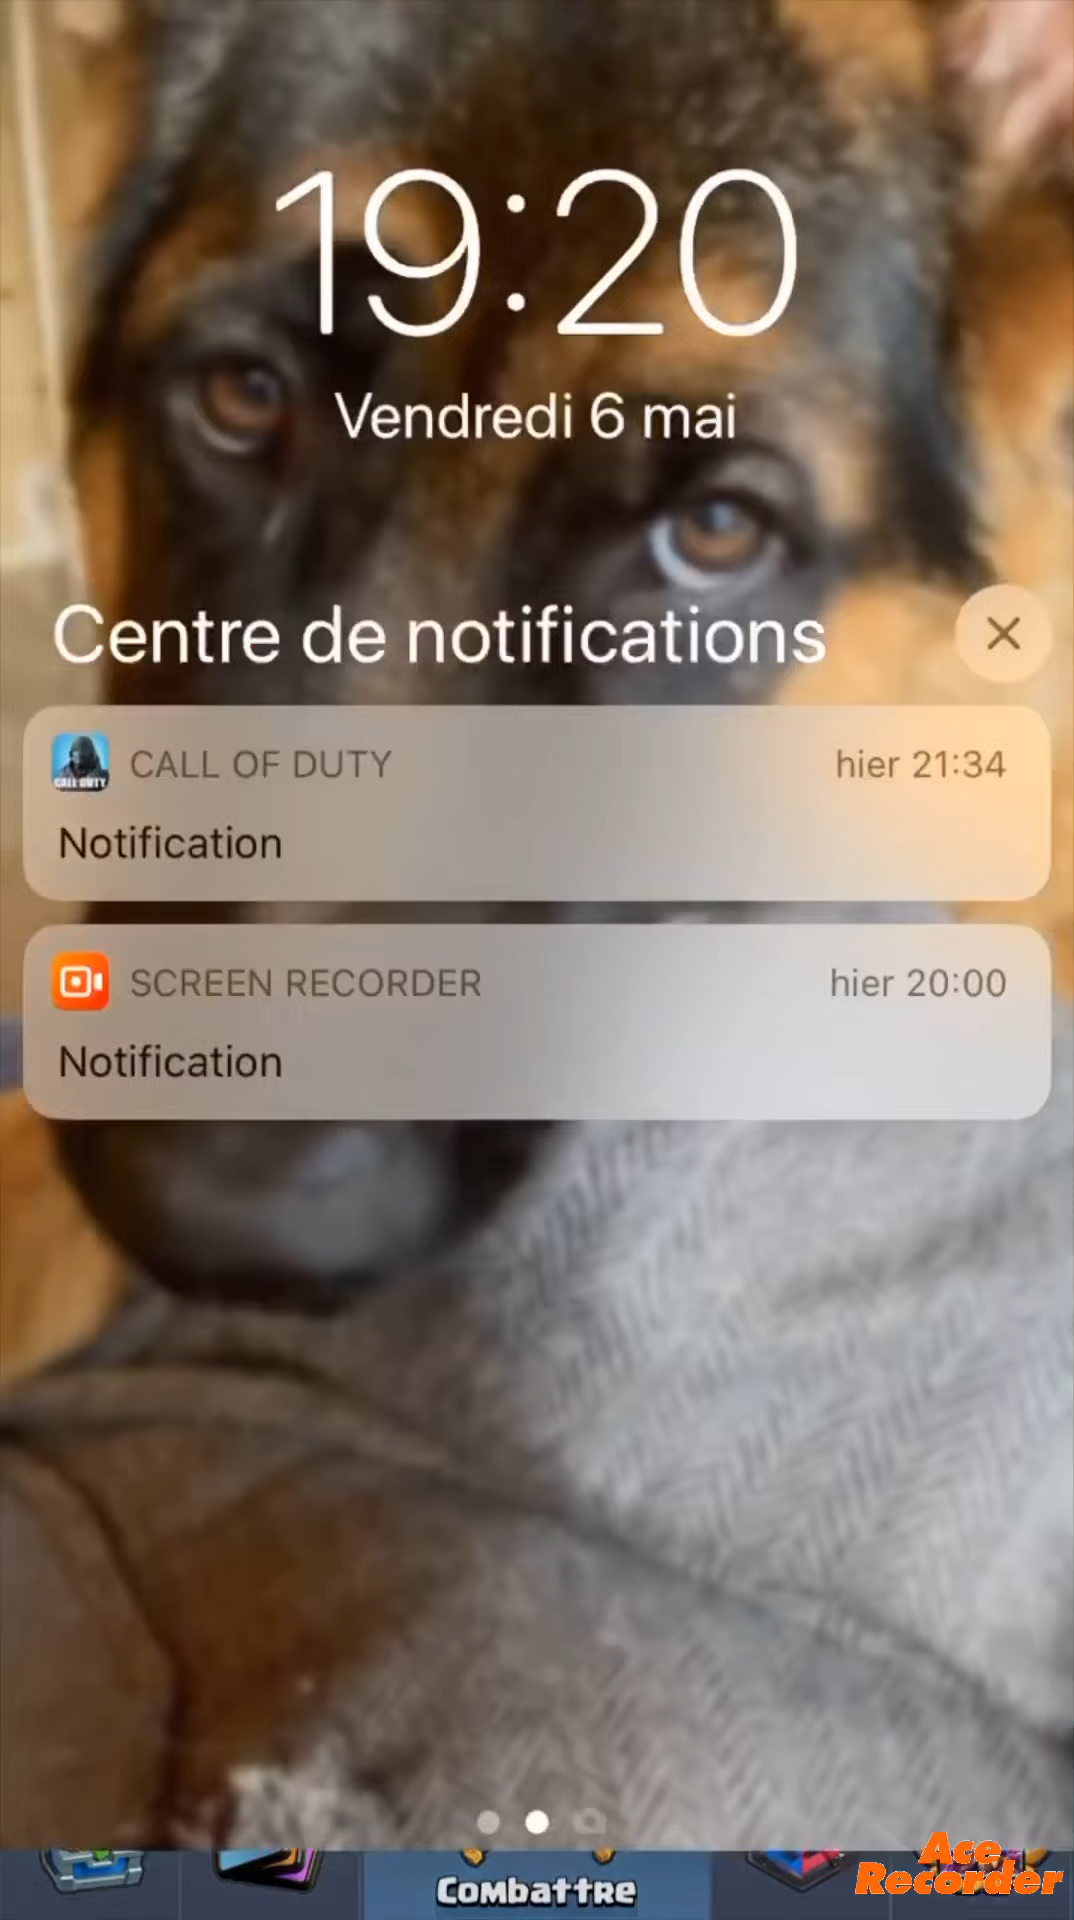 19:20
Vendredi 6 mai
Centre de notifications
CALL OF DUTY
hier 21:34
Notification
SCREEN RECORDER
hier 20:00
Notification
Combattre
Ace
Recorder